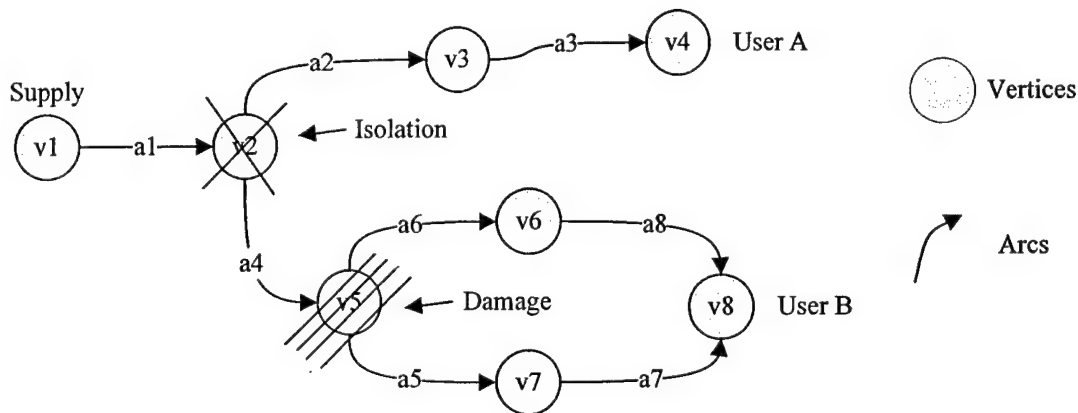 Supply
v1
a1
v2
Isolation
a2
v3
a3
v4
User A
a4
v5
Damage
a6
v6
a8
a5
v7
a7
v8
User B
Vertices
Arcs